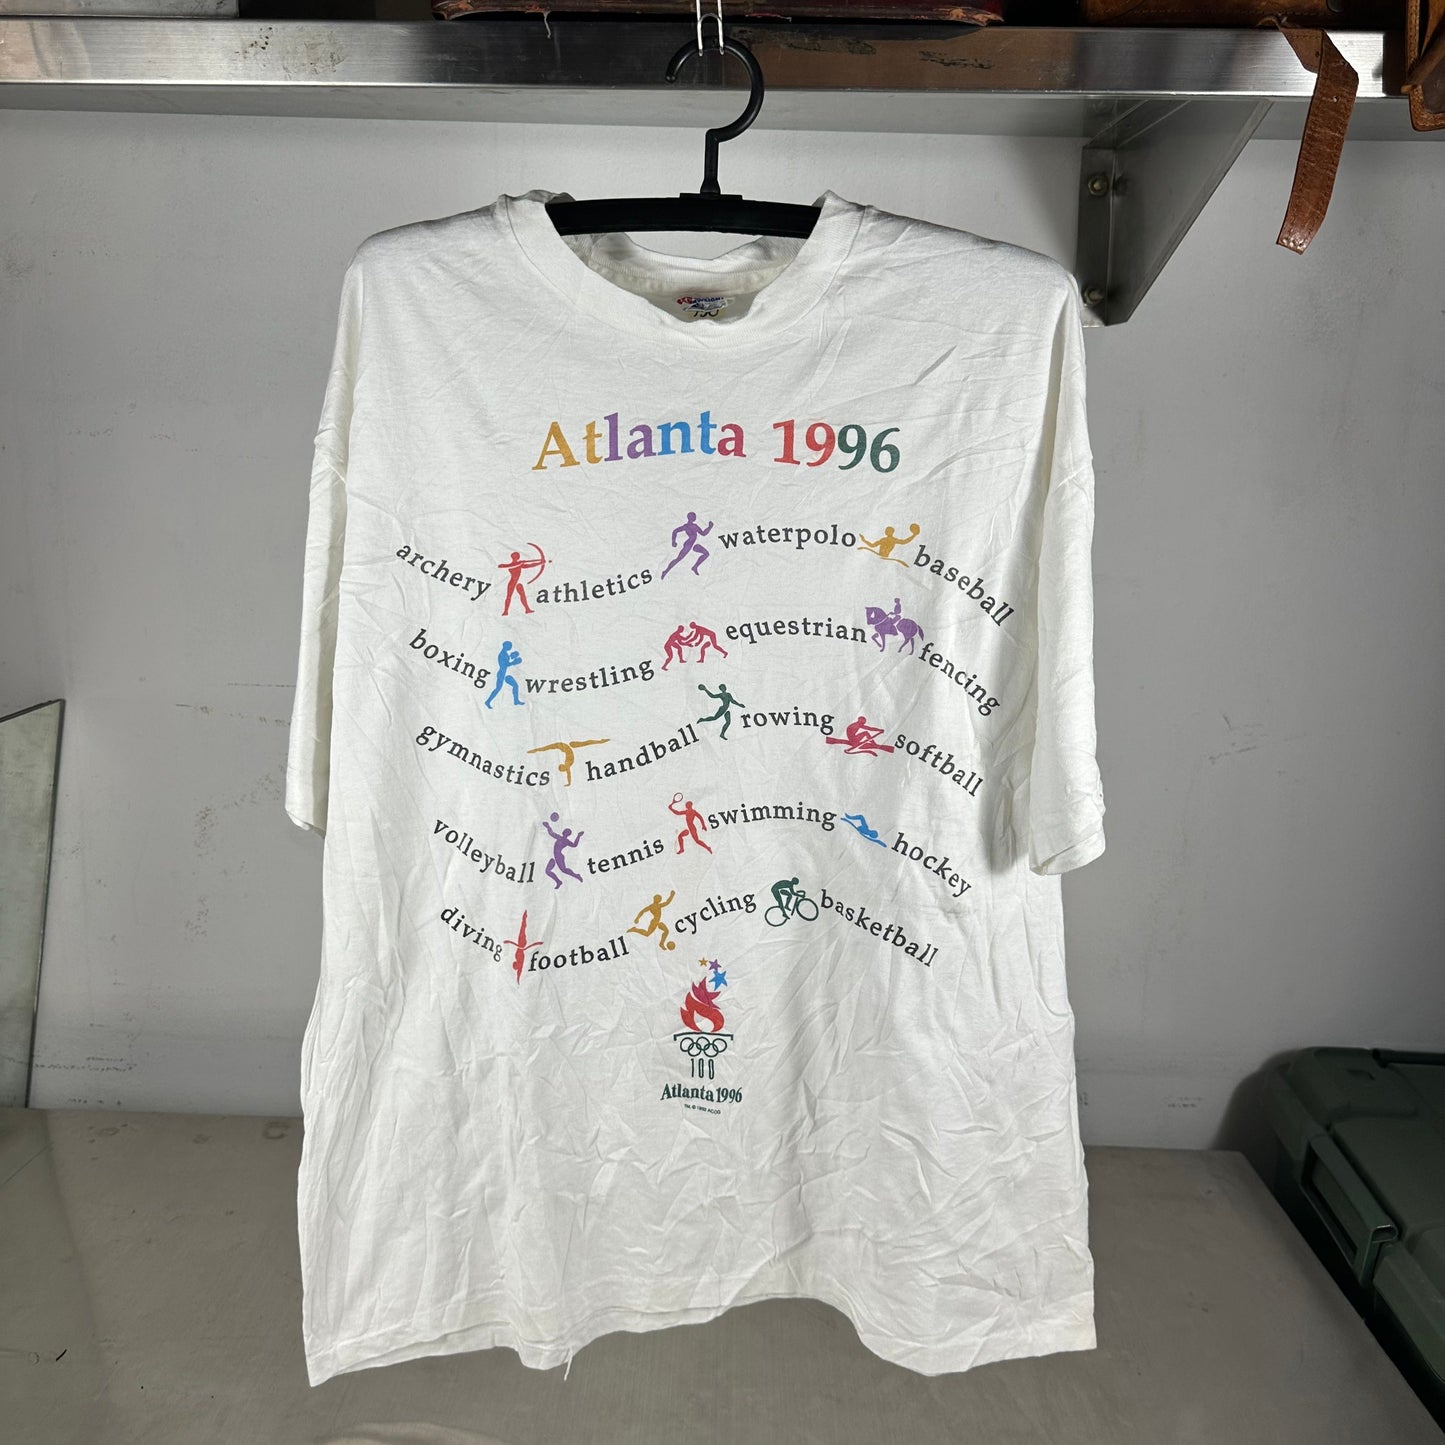 Atlanta 1996
archery athletics waterpolo baseball
boxing wrestling equestrian fencing
gymnastics handball rowing softball
volleyball tennis swimming hockey
diving football cycling basketball
100
Atlanta 1996